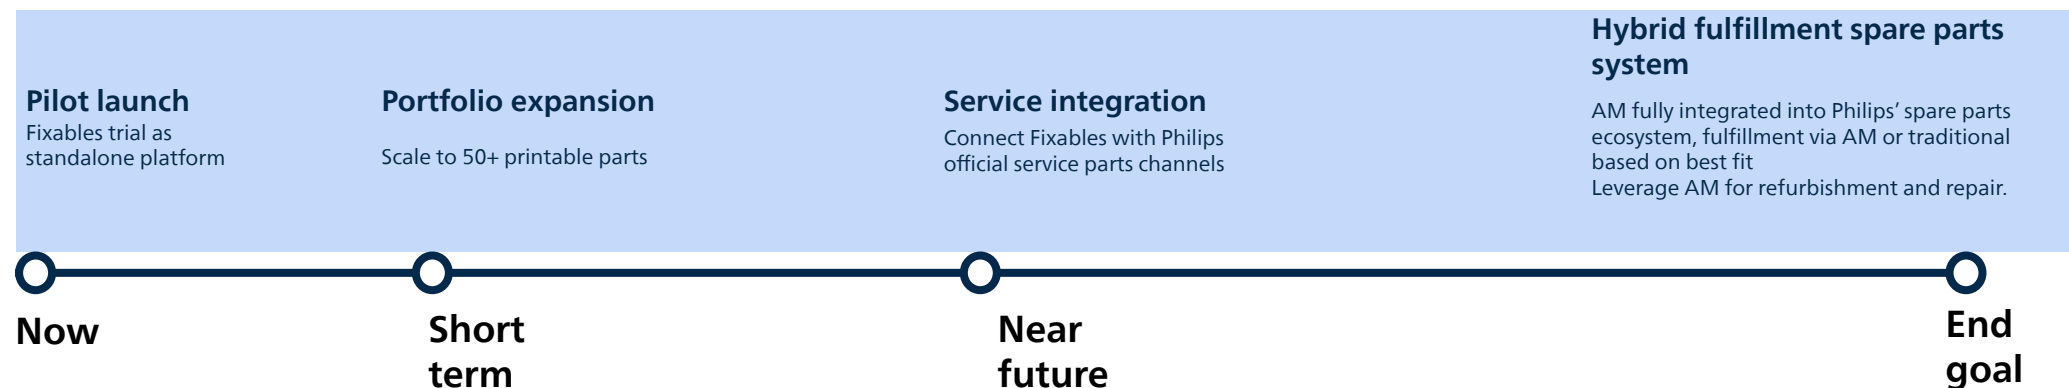 Pilot launch
Fixables trial as
standalone platform
Portfolio expansion
Scale to 50+ printable parts
Service integration
Connect Fixables with Philips
official service parts channels
Hybrid fulfillment spare parts
system
AM fully integrated into Philips’ spare parts
ecosystem, fulfillment via AM or traditional
based on best fit
Leverage AM for refurbishment and repair.
Now
Short
term
Near
future
End
goal